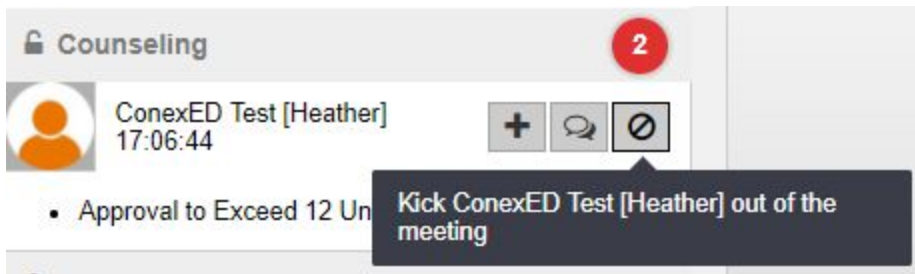 Counseling
2
ConexED Test [Heather]
17:06:44
• Approval to Exceed 12 Un
Kick ConexED Test [Heather] out of the
meeting